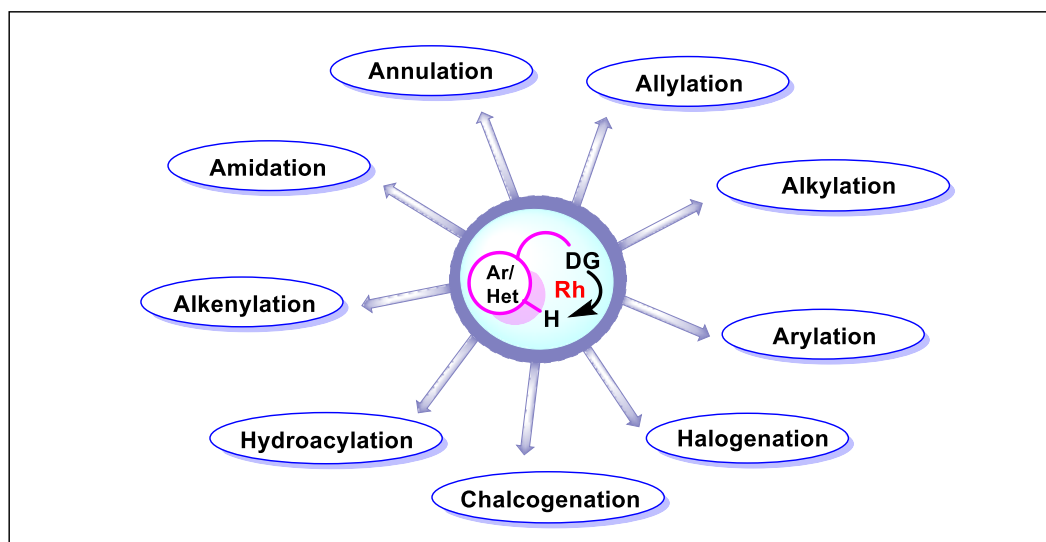 Annulation
Allylation
Amidation
Alkylation
DG
Ar/
Het
Rh
H
Alkenylation
Arylation
Hydroacylation
Halogenation
Chalcogenation